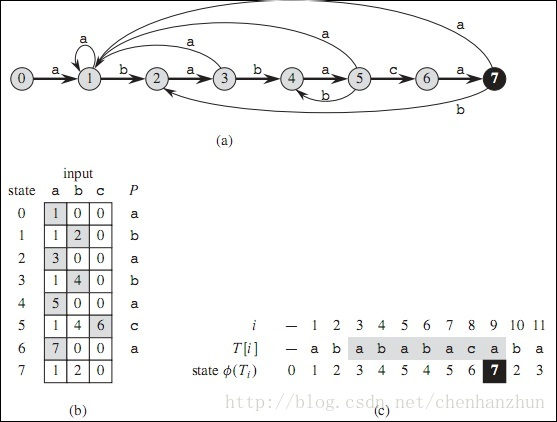 a a a a
0 a 1 b 2 a 3 b 4 a 5 c 6 a 7
b b
(a)
input
state a b c P
0 1 0 0 a
1 1 2 0 b
2 3 0 0 a
3 1 4 0 b
4 5 0 0 a
5 1 4 6 c
6 7 0 0 a
7 1 2 0
(b)
i — 1 2 3 4 5 6 7 8 9 10 11
T[i] — a b a b a b a c a b a
state ϕ(Tᵢ) 0 1 2 3 4 5 4 5 6 7 2 3
(c)
http://blog.csdn.net/chenhanzhun